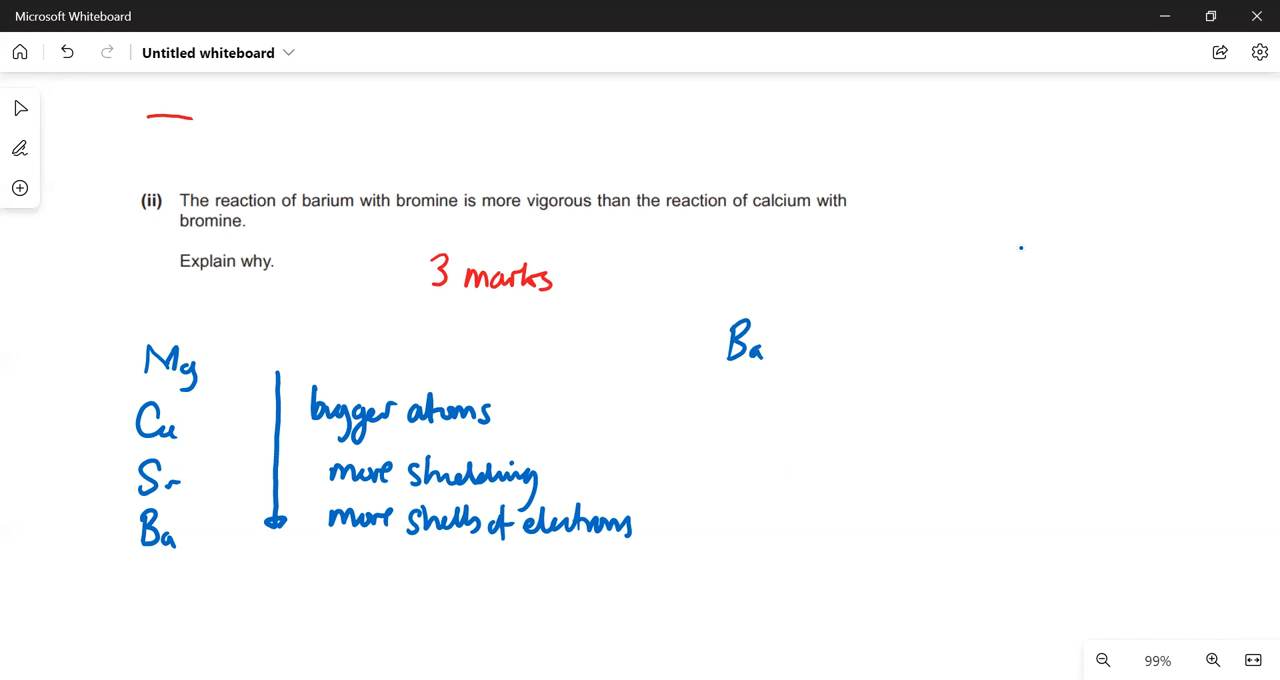 Microsoft Whiteboard
Untitled whiteboard
(ii) The reaction of barium with bromine is more vigorous than the reaction of calcium with
bromine.
Explain why.
3 marks
Ba
Mg
Ca
bigger atoms
Sr
more shielding
Ba
more shells of electrons
99%